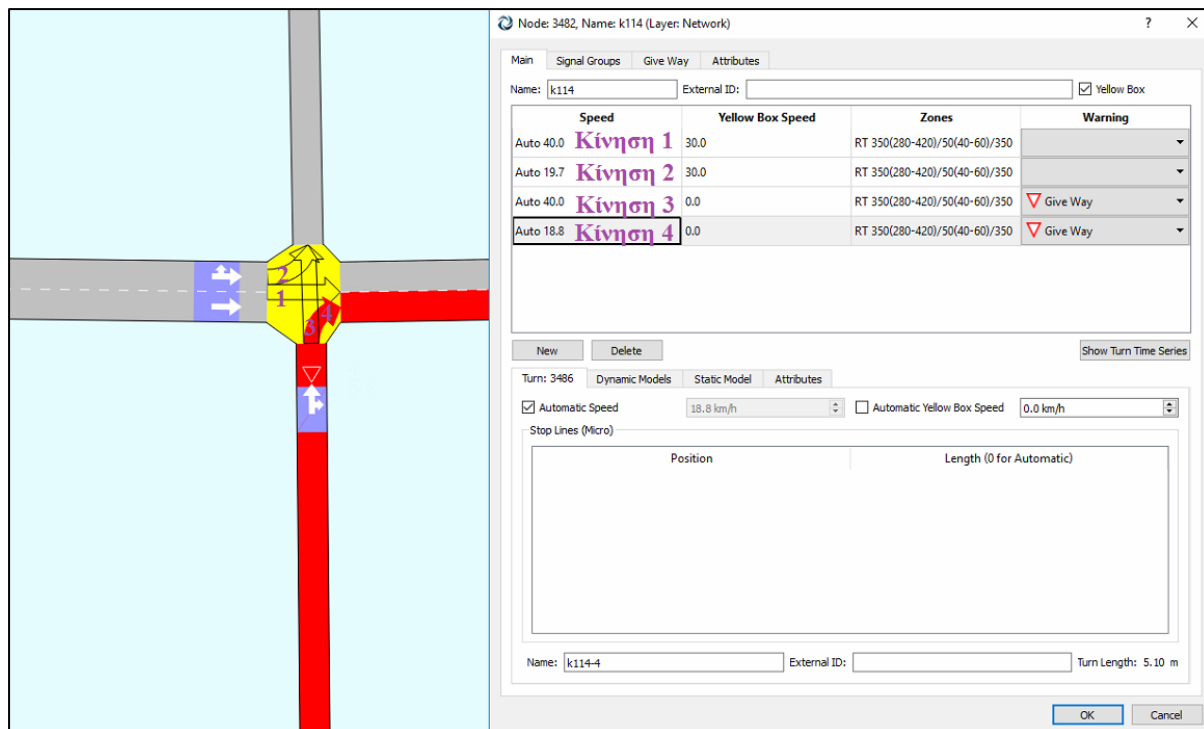 Node: 3482, Name: k114 (Layer: Network)
? X
Main Signal Groups Give Way Attributes
Name: k114 External ID: Yellow Box
Speed Yellow Box Speed Zones Warning
Auto 40.0 Κίνηση 1 30.0 RT 350(280-420)/50(40-60)/350
Auto 19.7 Κίνηση 2 30.0 RT 350(280-420)/50(40-60)/350
Auto 40.0 Κίνηση 3 0.0 RT 350(280-420)/50(40-60)/350 Give Way
Auto 18.8 Κίνηση 4 0.0 RT 350(280-420)/50(40-60)/350 Give Way
2
1
4
3
New Delete Show Turn Time Series
Turn: 3486 Dynamic Models Static Model Attributes
Automatic Speed 18.8 km/h Automatic Yellow Box Speed 0.0 km/h
Stop Lines (Micro)
Position Length (0 for Automatic)
Name: k114-4 External ID: Turn Length: 5.10 m
OK Cancel